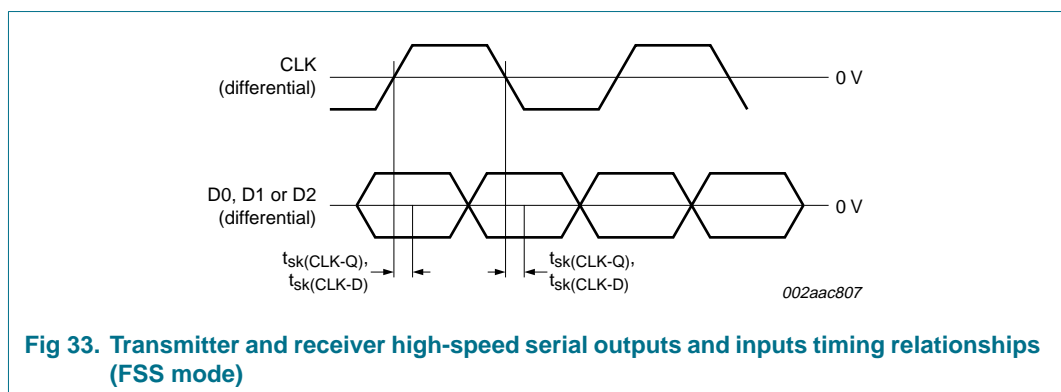 CLK
(differential)
0 V
D0, D1 or D2
(differential)
0 V
tsk(CLK-Q),
tsk(CLK-D)
tsk(CLK-Q),
tsk(CLK-D)
002aac807
Fig 33. Transmitter and receiver high-speed serial outputs and inputs timing relationships
(FSS mode)